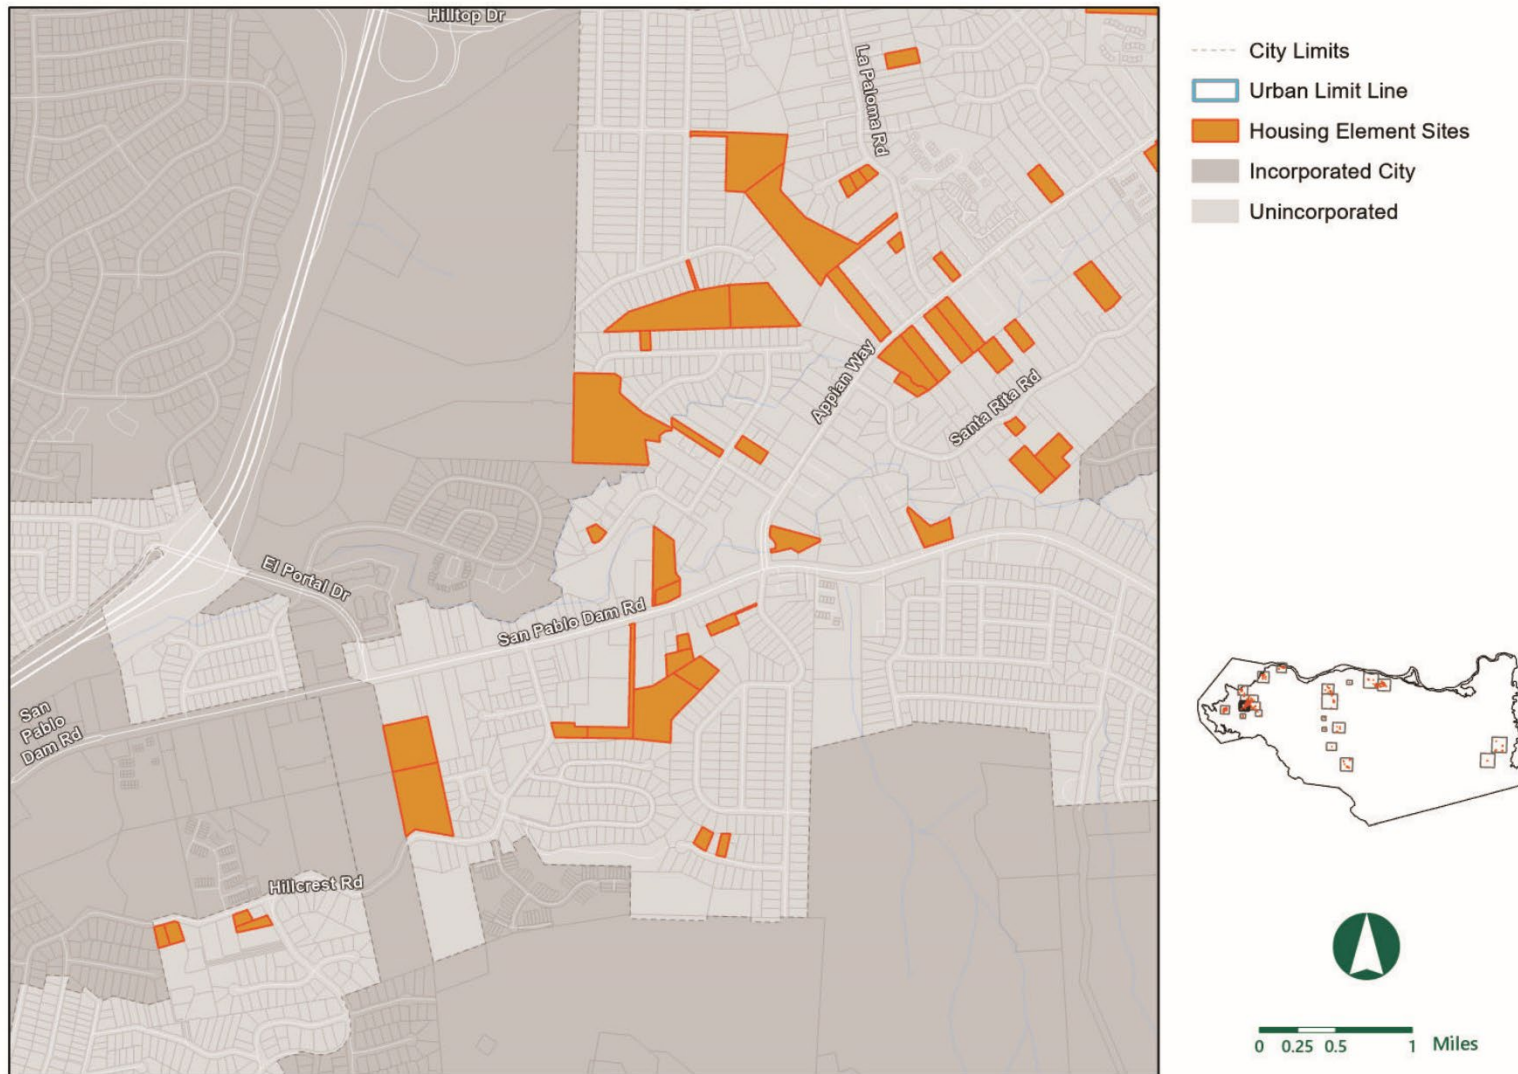 Hilltop Dr
La Paloma Rd
Appian Way
Santa Rita Rd
El Portal Dr
San Pablo Dam Rd
San
Pablo
Dam Rd
Hillcrest Rd
City Limits
Urban Limit Line
Housing Element Sites
Incorporated City
Unincorporated
0 0.25 0.5 1 Miles